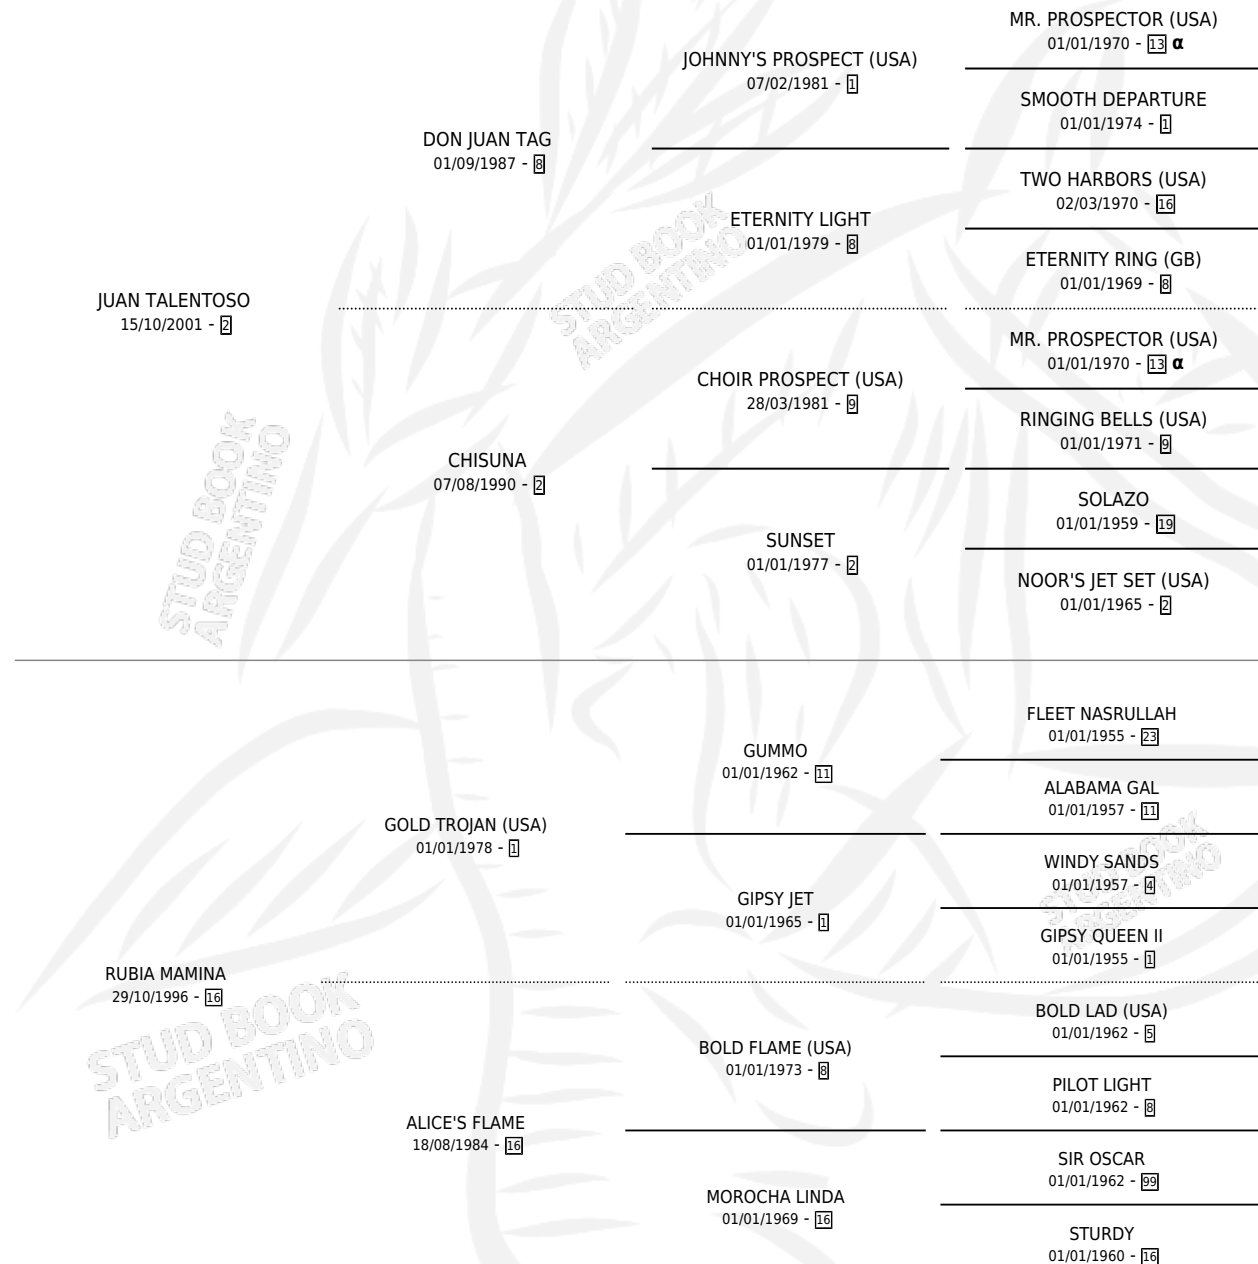 MR. PROSPECTOR (USA)
01/01/1970 - 13 α
JOHNNY'S PROSPECT (USA)
07/02/1981 - 1
SMOOTH DEPARTURE
01/01/1974 - 1
DON JUAN TAG
01/09/1987 - 8
TWO HARBORS (USA)
02/03/1970 - 16
ETERNITY LIGHT
01/01/1979 - 8
ETERNITY RING (GB)
01/01/1969 - 8
JUAN TALENTOSO
15/10/2001 - 2
MR. PROSPECTOR (USA)
01/01/1970 - 13 α
CHOIR PROSPECT (USA)
28/03/1981 - 9
RINGING BELLS (USA)
01/01/1971 - 9
CHISUNA
07/08/1990 - 2
SOLAZO
01/01/1959 - 19
SUNSET
01/01/1977 - 2
NOOR'S JET SET (USA)
01/01/1965 - 2
FLEET NASRULLAH
01/01/1955 - 23
GUMMO
01/01/1962 - 11
ALABAMA GAL
01/01/1957 - 11
GOLD TROJAN (USA)
01/01/1978 - 1
WINDY SANDS
01/01/1957 - 4
GIPSY JET
01/01/1965 - 1
GIPSY QUEEN II
01/01/1955 - 1
RUBIA MAMINA
29/10/1996 - 16
BOLD LAD (USA)
01/01/1962 - 5
BOLD FLAME (USA)
01/01/1973 - 8
PILOT LIGHT
01/01/1962 - 8
ALICE'S FLAME
18/08/1984 - 16
SIR OSCAR
01/01/1962 - 99
MOROCHA LINDA
01/01/1969 - 16
STURDY
01/01/1960 - 16
STUD BOOK
ARGENTINO
STUD BOOK
ARGENTINO
STUD BOOK
ARGENTINO
STUD BOOK
ARGENTINO